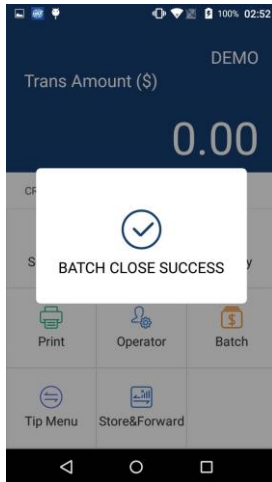 100% 02:52
DEMO
Trans Amount ($)
0.00
BATCH CLOSE SUCCESS
Print Operator Batch
Tip Menu Store&Forward